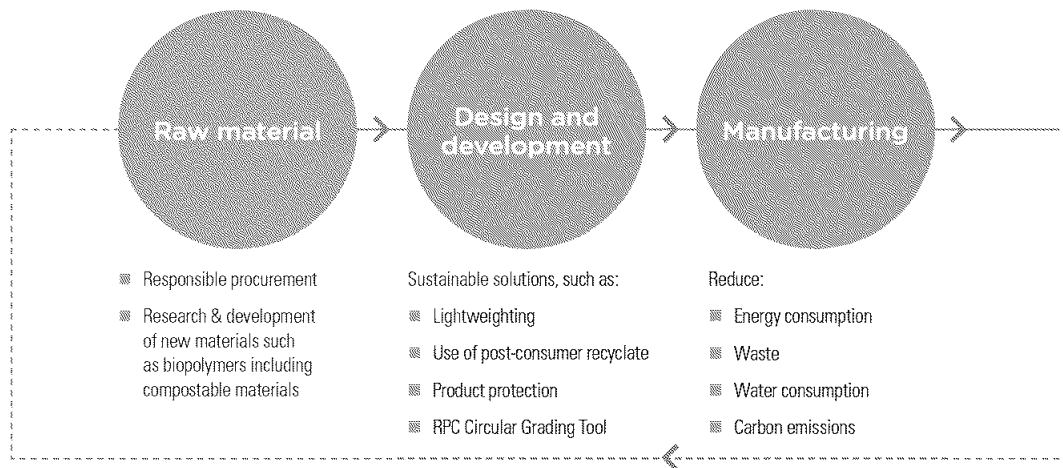 Raw material
Design and
development
Manufacturing
Responsible procurement
Research & development
of new materials such
as biopolymers including
compostable materials
Sustainable solutions, such as:
Lightweighting
Use of post-consumer recyclate
Product protection
RPC Circular Grading Tool
Reduce:
Energy consumption
Waste
Water consumption
Carbon emissions